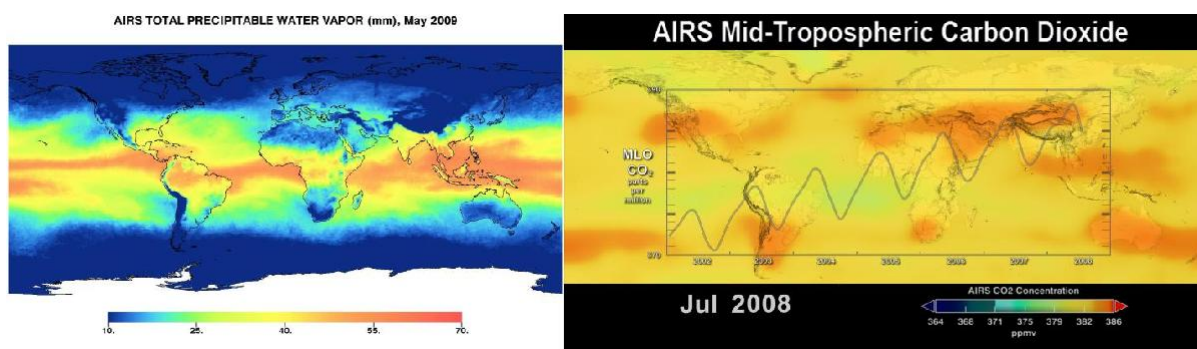 AIRS TOTAL PRECIPITABLE WATER VAPOR (mm), May 2009
10. 25. 40. 55. 70.
AIRS Mid-Tropospheric Carbon Dioxide
MLO
CO2
parts
per
million
370
2002 2003 2004 2005 2006 2007 2008
Jul 2008
AIRS CO2 Concentration
364 368 371 375 379 382 386
ppmv